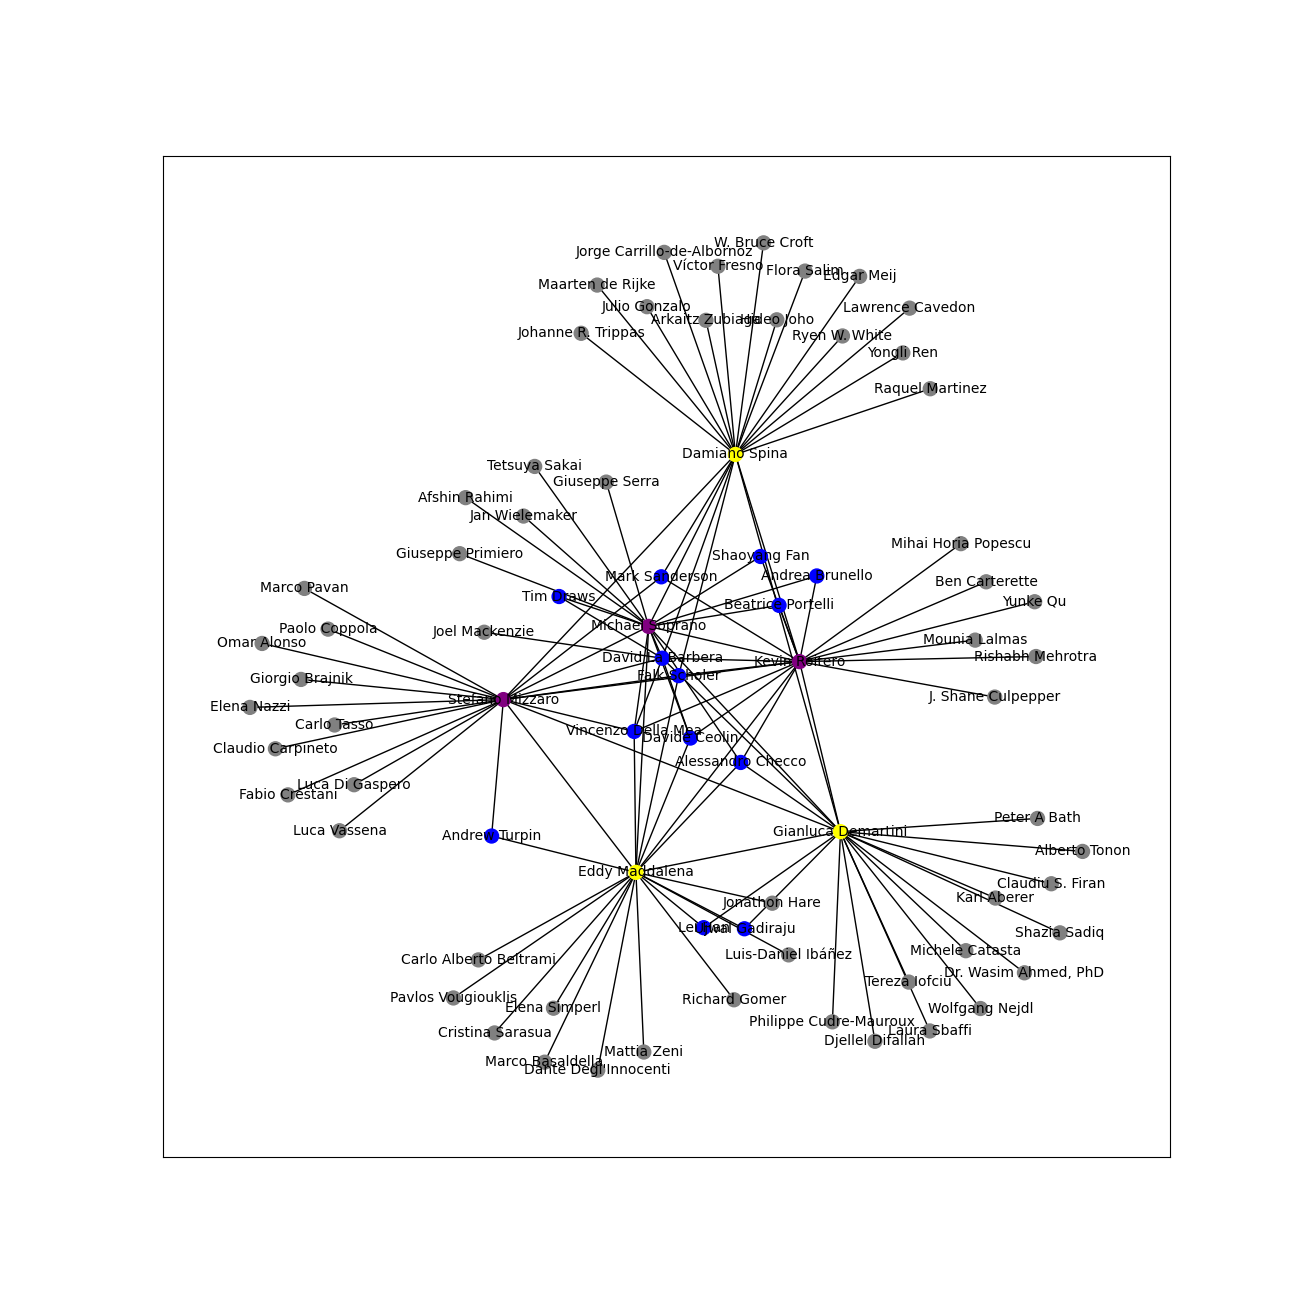 W. Bruce Croft
Jorge Carrillo-de-Albornoz
Víctor Fresno
Flora Salim
Edgar Meij
Maarten de Rijke
Julio Gonzalo
Lawrence Cavedon
Arkaitz Zubiaga
Hideo Joho
Johanne R. Trippas
Ryen W. White
Yongli Ren
Raquel Martinez
Damiano Spina
Tetsuya Sakai
Giuseppe Serra
Afshin Rahimi
Jan Wielemaker
Mihai Horia Popescu
Giuseppe Primiero
Shaoyang Fan
Mark Sanderson
Andrea Brunello
Ben Carterette
Marco Pavan
Tim Draws
Beatrice Portelli
Yunke Qu
Paolo Coppola
Joel Mackenzie
Michael Soprano
Omar Alonso
Mounia Lalmas
David La Barbera
Kevin Roitero
Rishabh Mehrotra
Giorgio Brajnik
Falk Scholer
Stefano Mizzaro
J. Shane Culpepper
Elena Nazzi
Carlo Tasso
Vincenzo Della Mea
Davide Ceolin
Claudio Carpineto
Alessandro Checco
Luca Di Gaspero
Fabio Crestani
Peter A Bath
Luca Vassena
Andrew Turpin
Gianluca Demartini
Alberto Tonon
Eddy Maddalena
Claudiu S. Firan
Karl Aberer
Jonathon Hare
Lei Han
Ujwal Gadiraju
Shazia Sadiq
Michele Catasta
Luis-Daniel Ibáñez
Carlo Alberto Beltrami
Dr. Wasim Ahmed, PhD
Tereza Iofciu
Pavlos Vougiouklis
Richard Gomer
Elena Simperl
Wolfgang Nejdl
Philippe Cudre-Mauroux
Cristina Sarasua
Laura Sbaffi
Djellel Difallah
Mattia Zeni
Marco Basaldella
Dante Degl'Innocenti